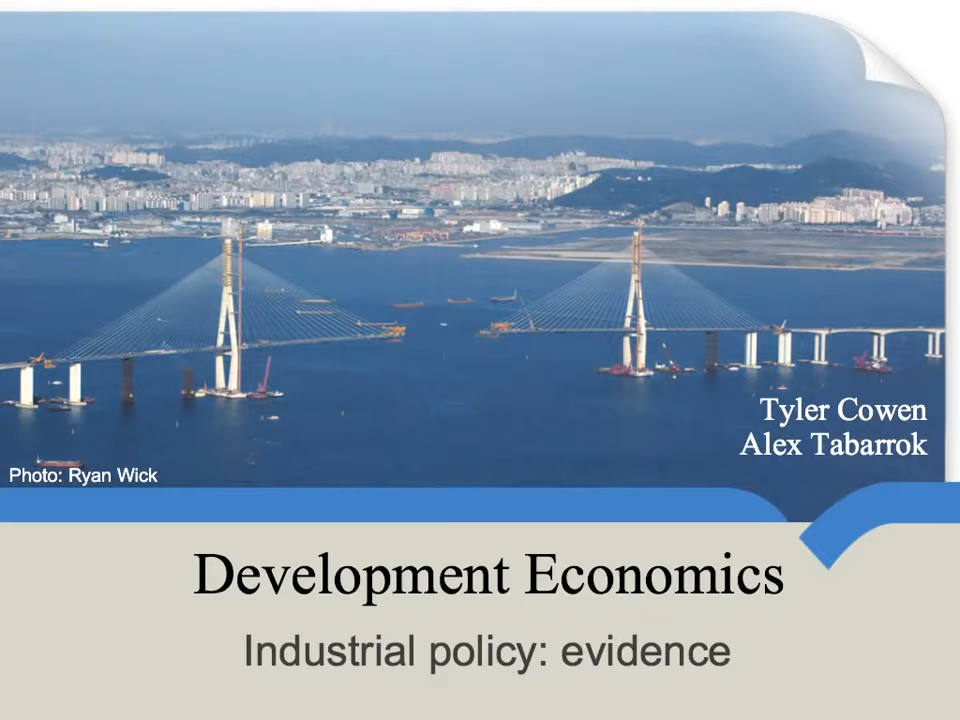 Tyler Cowen
Alex Tabarrok
Photo: Ryan Wick
Development Economics
Industrial policy: evidence